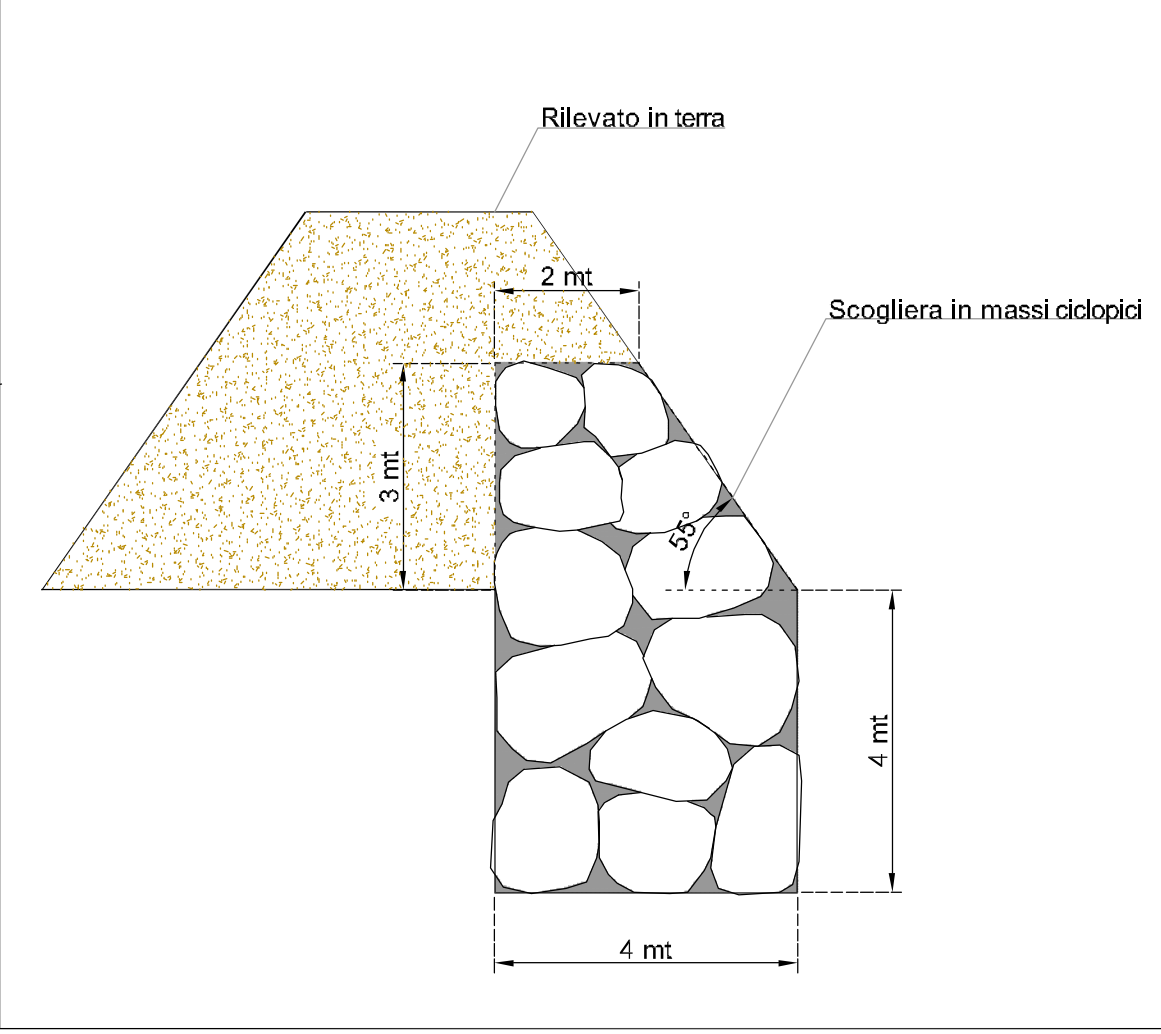 Rilevato in terra
2 mt
Scogliera in massi ciclopici
3 mt
55°
4 mt
4 mt